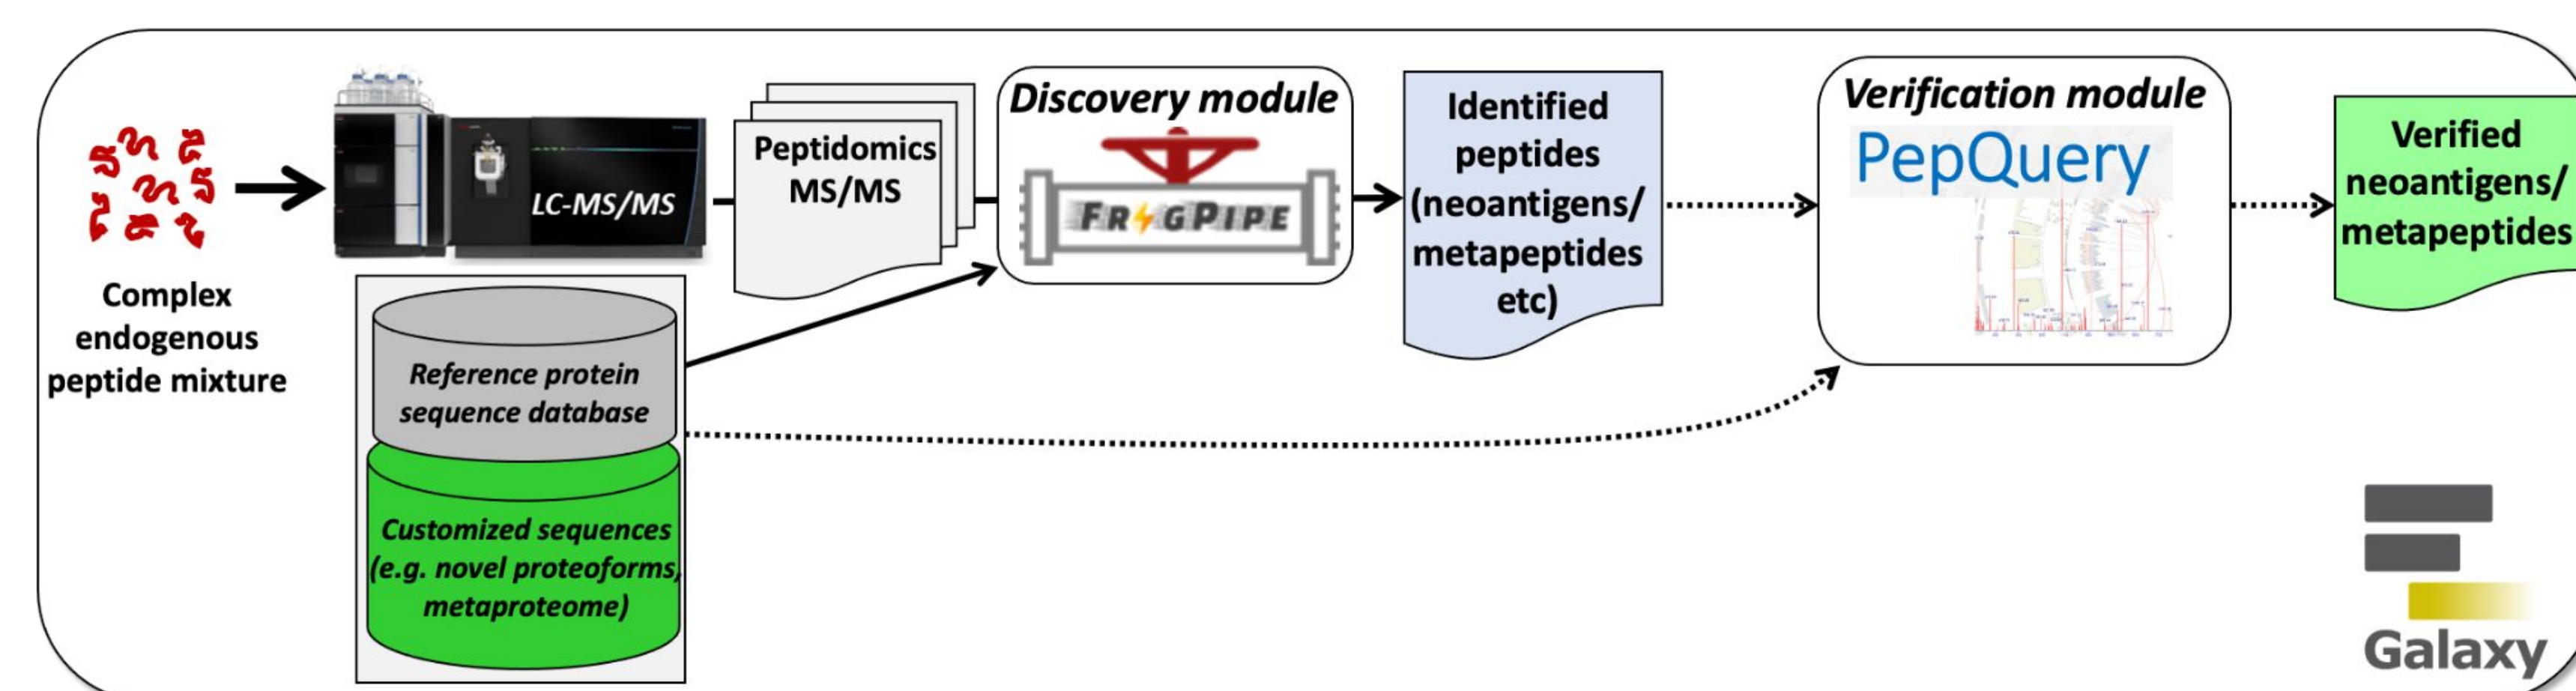 Complex
endogenous
peptide mixture
LC-MS/MS
Peptidomics
MS/MS
Reference protein
sequence database
Customized sequences
(e.g. novel proteoforms,
metaproteome)
Discovery module
FRAGPIPE
Identified
peptides
(neoantigens/
metapeptides
etc)
Verification module
PepQuery
Verified
neoantigens/
metapeptides
Galaxy